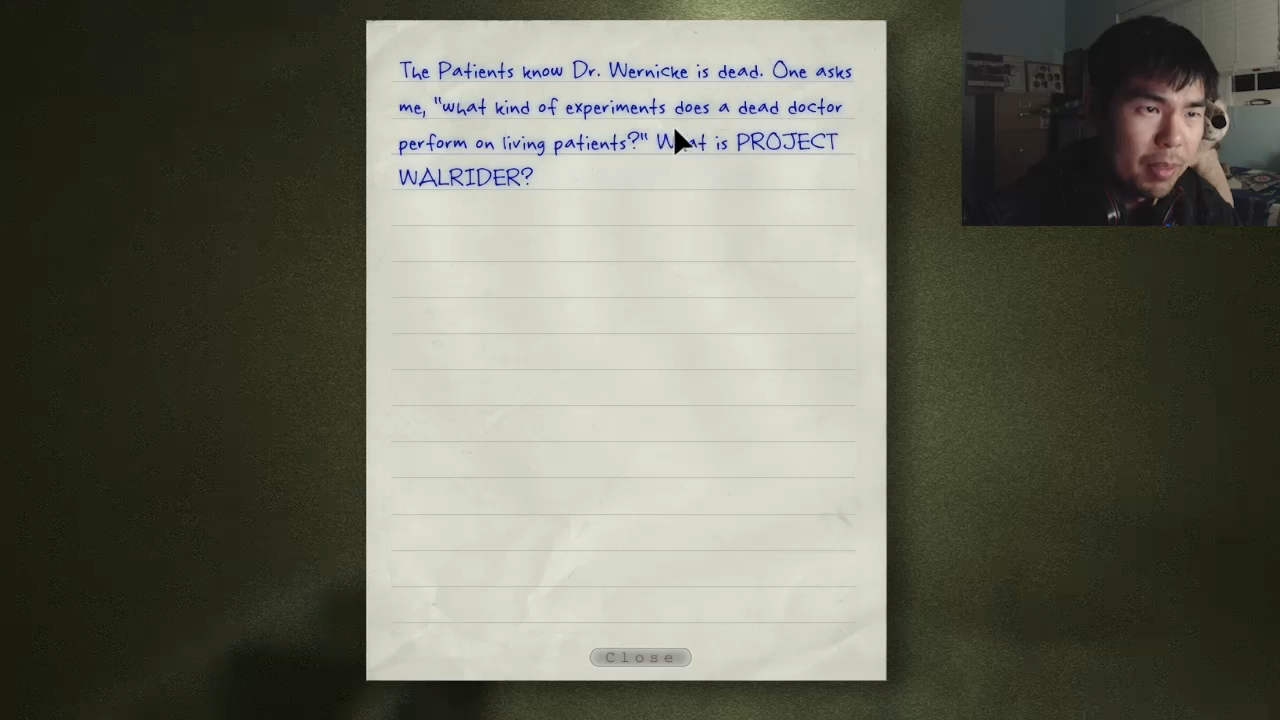 The Patients know Dr. Wernicke is dead. One asks
me, "what kind of experiments does a dead doctor
perform on living patients?" What is PROJECT
WALRIDER?
Close